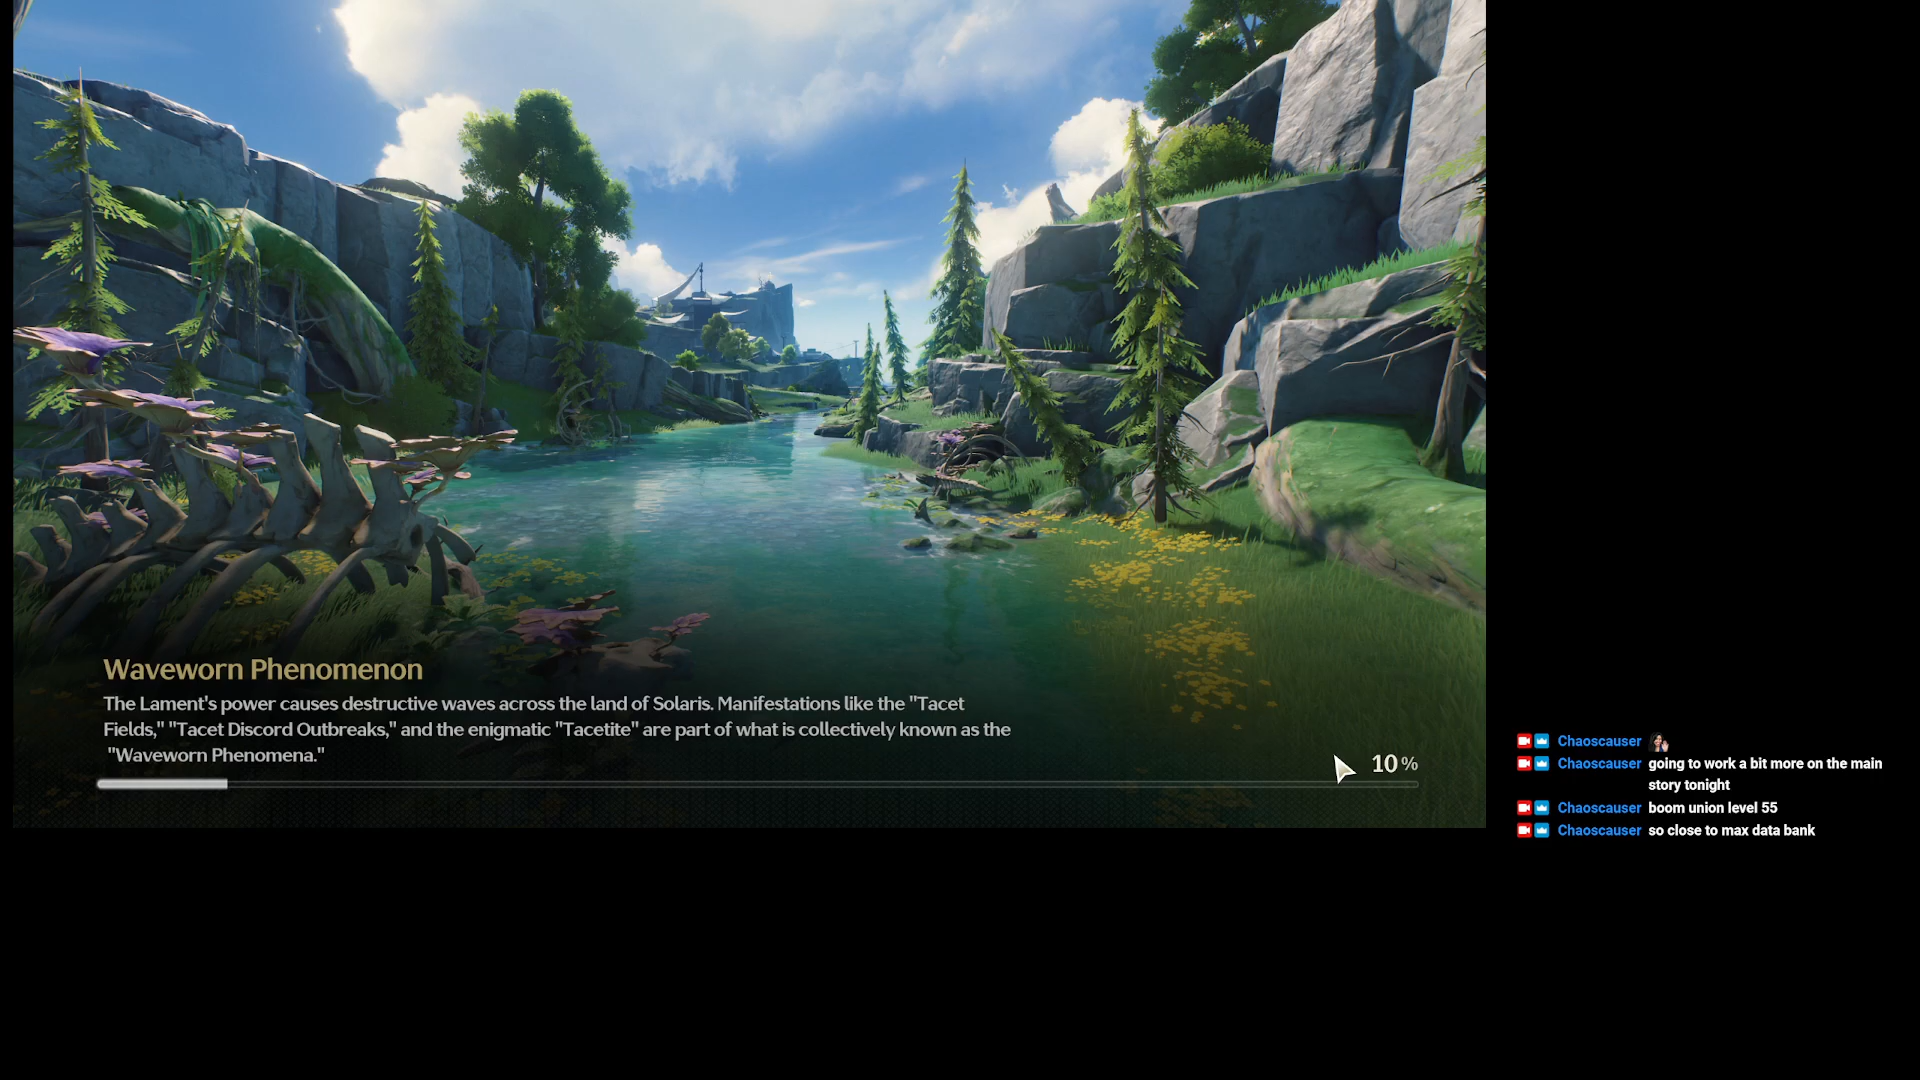 Waveworn Phenomenon
The Lament's power causes destructive waves across the land of Solaris. Manifestations like the "Tacet
Fields," "Tacet Discord Outbreaks," and the enigmatic "Tacetite" are part of what is collectively known as the
"Waveworn Phenomena."
10%
Chaoscauser
Chaoscauser going to work a bit more on the main
story tonight
Chaoscauser boom union level 55
Chaoscauser so close to max data bank